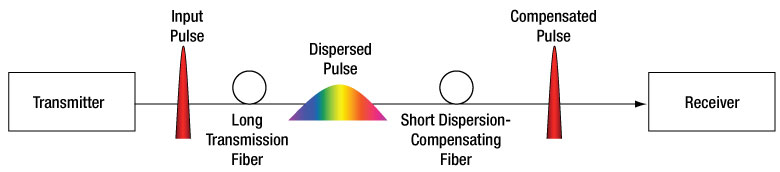 Transmitter
Input
Pulse
Long
Transmission
Fiber
Dispersed
Pulse
Short Dispersion-
Compensating
Fiber
Compensated
Pulse
Receiver